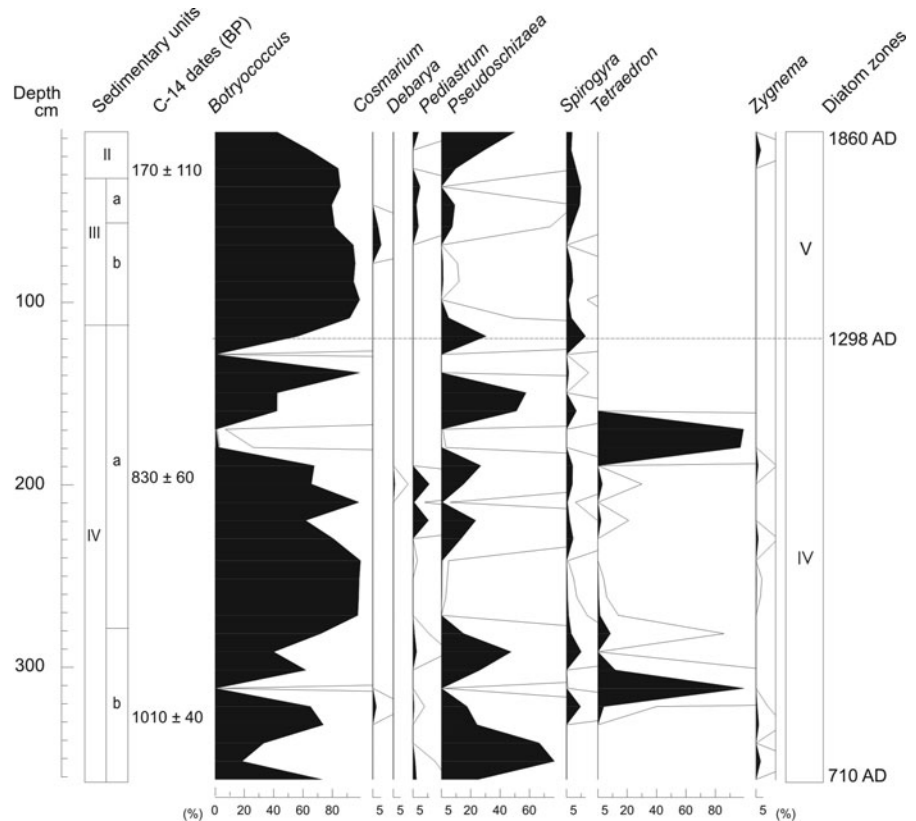 Depth
cm
Sedimentary units
C-14 dates (BP)
Botryococcus
Cosmarium
Debarya
Pediastrum
Pseudoschizaea
Spirogyra
Tetraedron
Zygnema
Diatom zones
II
170 ± 110
1860 AD
a
III
b
V
100
1298 AD
a
200
830 ± 60
IV
IV
300
b
1010 ± 40
710 AD
(%) 0 20 40 60 80 5 5 5 5 20 40 60 5 5 20 40 60 80 5 (%)